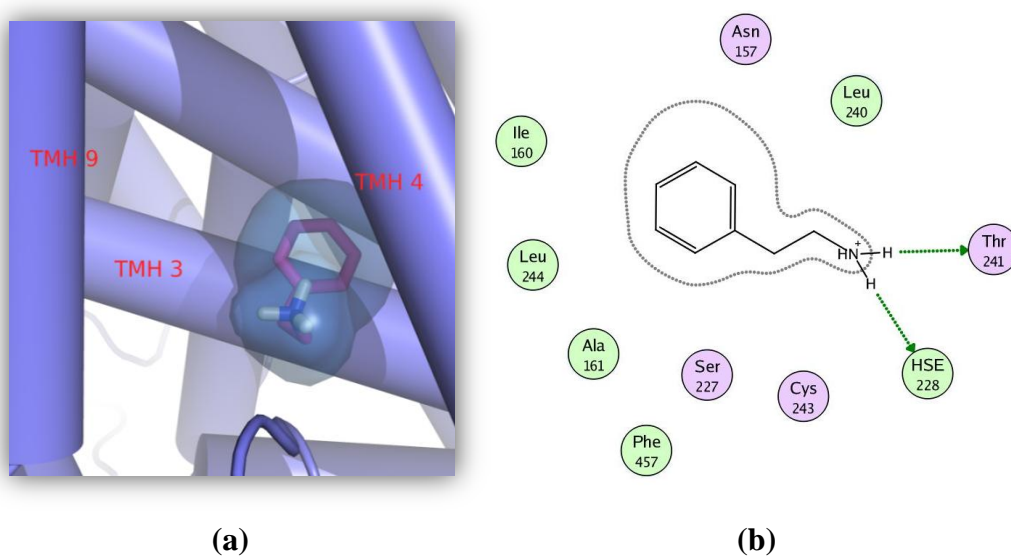 TMH 9
TMH 3
TMH 4
Asn
157
Leu
240
Ile
160
Leu
244
Ala
161
Ser
227
Cys
243
Phe
457
HSE
228
Thr
241
HN
+
H
H
(a)
(b)